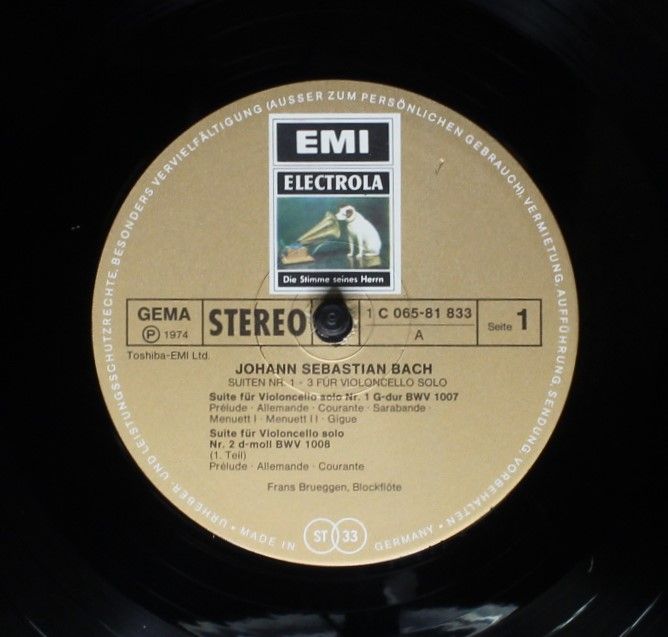 URHEBER- UND LEISTUNGSSCHUTZRECHTE, BESONDERS VERVIELFÄLTIGUNG (AUSSER ZUM PERSÖNLICHEN GEBRAUCH), VERMIETUNG, AUFFÜHRUNG, SENDUNG, VORBEHALTEN •
EMI
ELECTROLA
Die Stimme seines Herrn
GEMA
Ⓟ 1974
STEREO
1 C 065-81 833
A
Seite 1
Toshiba-EMI Ltd.
JOHANN SEBASTIAN BACH
SUITEN NR. 1 - 3 FÜR VIOLONCELLO SOLO
Suite für Violoncello solo Nr. 1 G-dur BWV 1007
Prélude · Allemande · Courante · Sarabande ·
Menuett I · Menuett II · Gigue
Suite für Violoncello solo
Nr. 2 d-moll BWV 1008
(1. Teil)
Prélude · Allemande · Courante
Frans Brueggen, Blockflöte
• MADE IN GERMANY •
ST 33